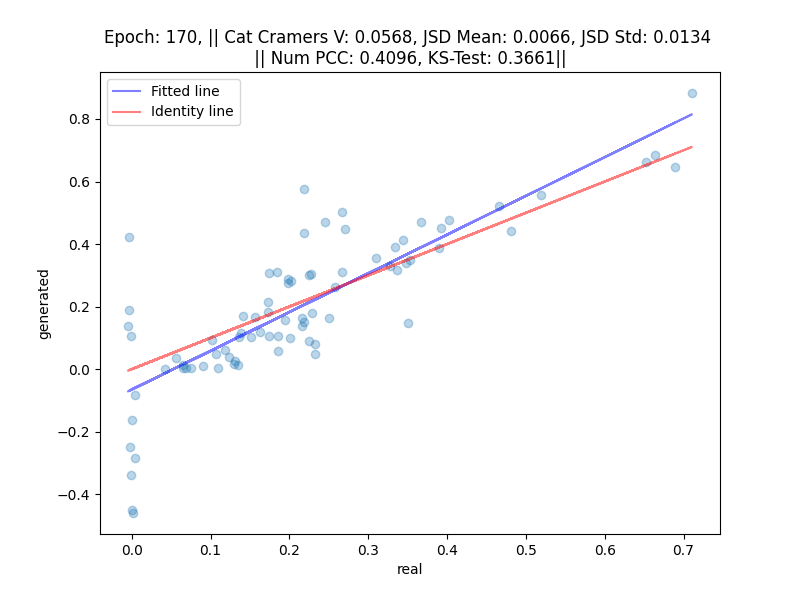 Epoch: 170, || Cat Cramers V: 0.0568, JSD Mean: 0.0066, JSD Std: 0.0134
|| Num PCC: 0.4096, KS-Test: 0.3661||
Fitted line
Identity line
0.8
0.6
0.4
0.2
0.0
−0.2
−0.4
generated
0.0 0.1 0.2 0.3 0.4 0.5 0.6 0.7
real